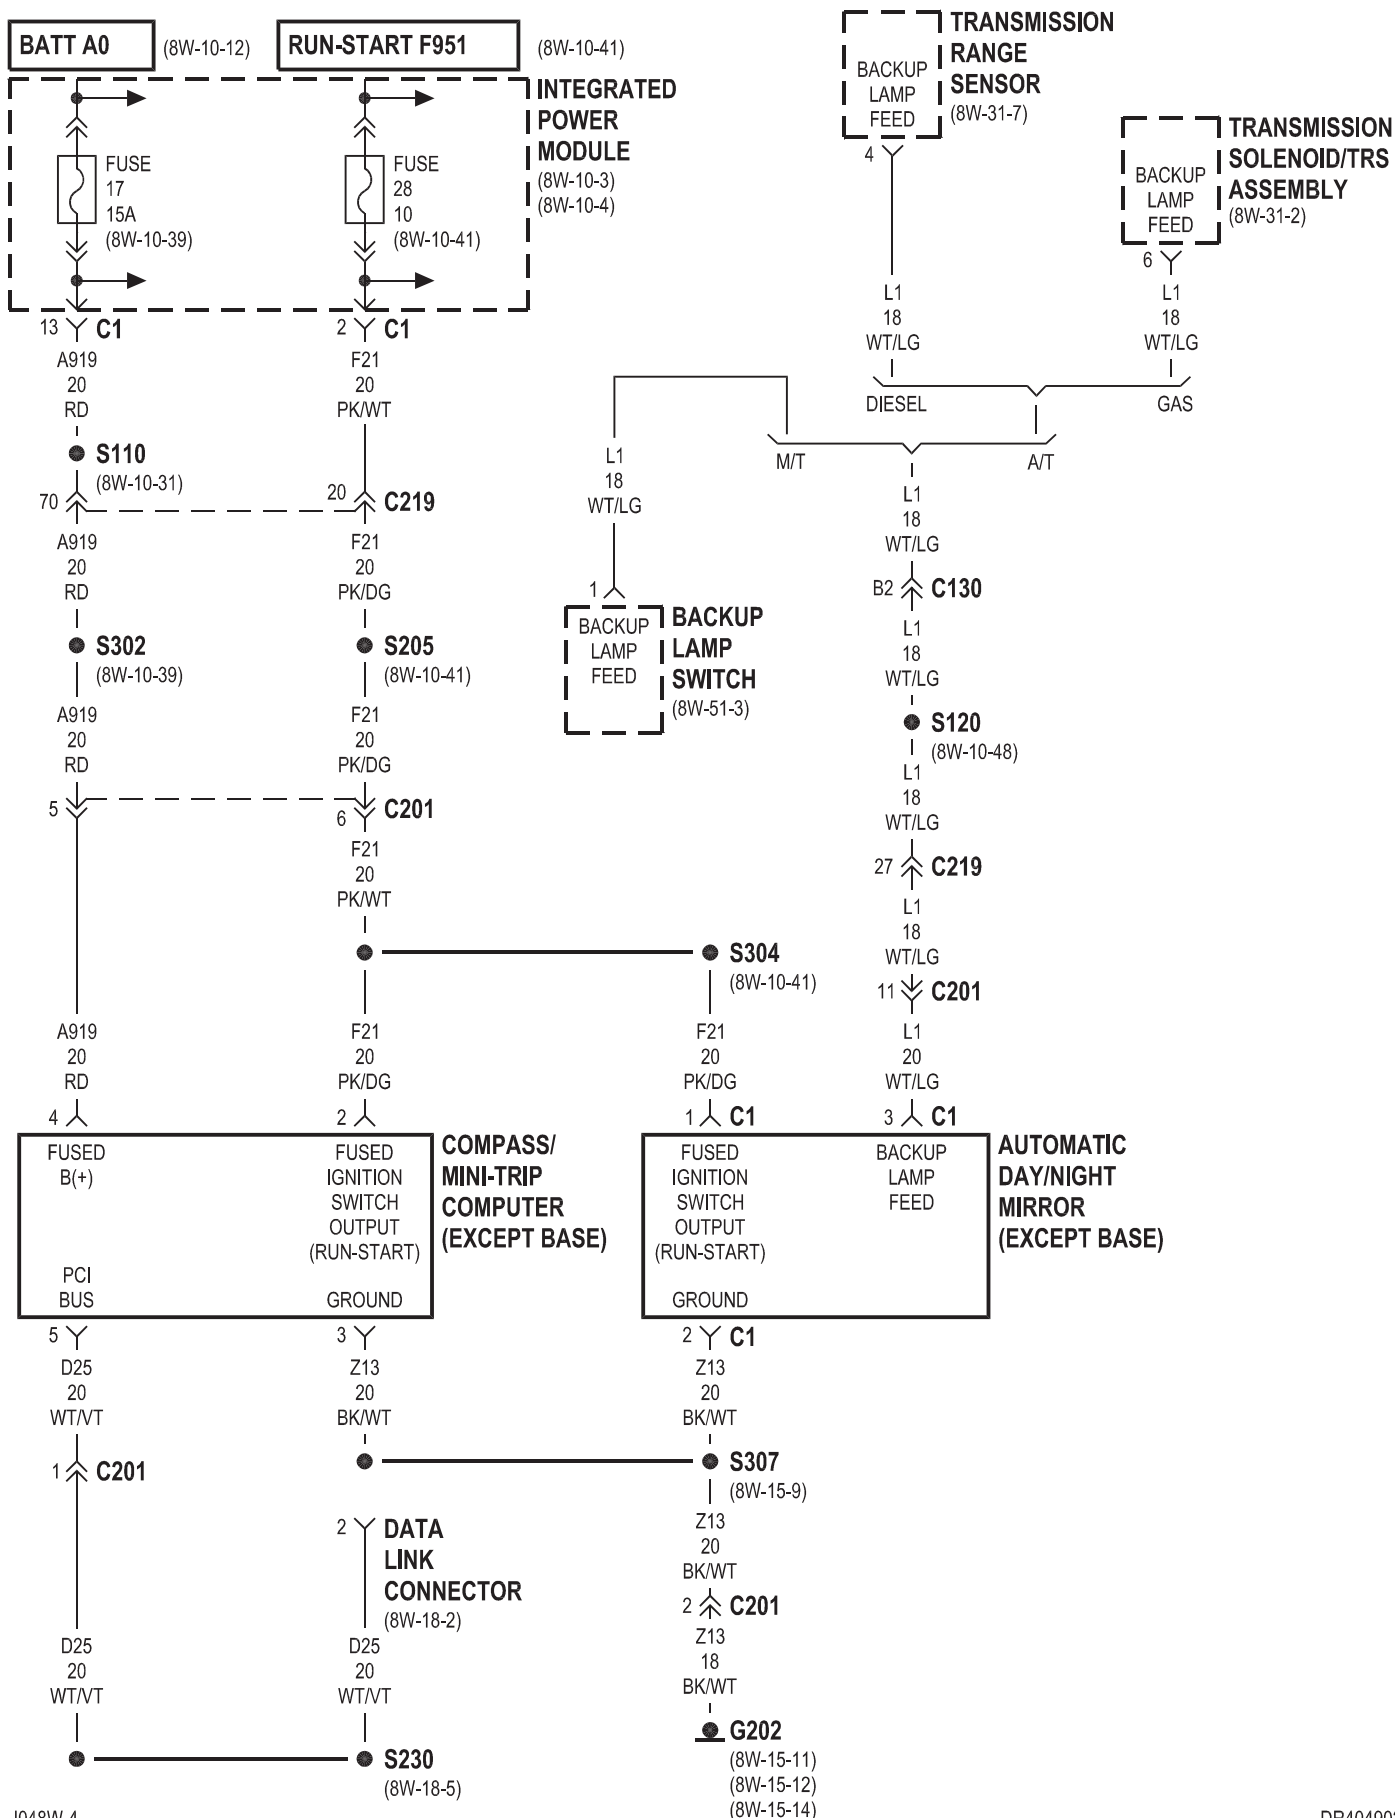 BATT A0
(8W-10-12)
RUN-START F951
(8W-10-41)
INTEGRATED
POWER
MODULE
(8W-10-3)
(8W-10-4)
FUSE
17
15A
(8W-10-39)
FUSE
28
10
(8W-10-41)
13
C1
2
C1
A919
20
RD
F21
20
PK/WT
S110
(8W-10-31)
70
20
C219
A919
20
RD
F21
20
PK/DG
S302
(8W-10-39)
S205
(8W-10-41)
A919
20
RD
F21
20
PK/DG
5
6
C201
F21
20
PK/WT
S304
(8W-10-41)
A919
20
RD
F21
20
PK/DG
F21
20
PK/DG
BACKUP
LAMP
FEED
TRANSMISSION
RANGE
SENSOR
(8W-31-7)
4
BACKUP
LAMP
FEED
TRANSMISSION
SOLENOID/TRS
ASSEMBLY
(8W-31-2)
6
L1
18
WT/LG
L1
18
WT/LG
DIESEL
GAS
M/T
A/T
L1
18
WT/LG
1
BACKUP
LAMP
FEED
BACKUP
LAMP
SWITCH
(8W-51-3)
L1
18
WT/LG
B2
C130
L1
18
WT/LG
S120
(8W-10-48)
L1
18
WT/LG
27
C219
L1
18
WT/LG
11
C201
L1
20
WT/LG
4
2
1
C1
3
C1
FUSED
B(+)
FUSED
IGNITION
SWITCH
OUTPUT
(RUN-START)
PCI
BUS
GROUND
COMPASS/
MINI-TRIP
COMPUTER
(EXCEPT BASE)
FUSED
IGNITION
SWITCH
OUTPUT
(RUN-START)
BACKUP
LAMP
FEED
GROUND
AUTOMATIC
DAY/NIGHT
MIRROR
(EXCEPT BASE)
5
3
2
C1
D25
20
WT/VT
Z13
20
BK/WT
Z13
20
BK/WT
1
C201
S307
(8W-15-9)
2
DATA
LINK
CONNECTOR
(8W-18-2)
Z13
20
BK/WT
2
C201
D25
20
WT/VT
D25
20
WT/VT
Z13
18
BK/WT
S230
(8W-18-5)
G202
(8W-15-11)
(8W-15-12)
(8W-15-14)